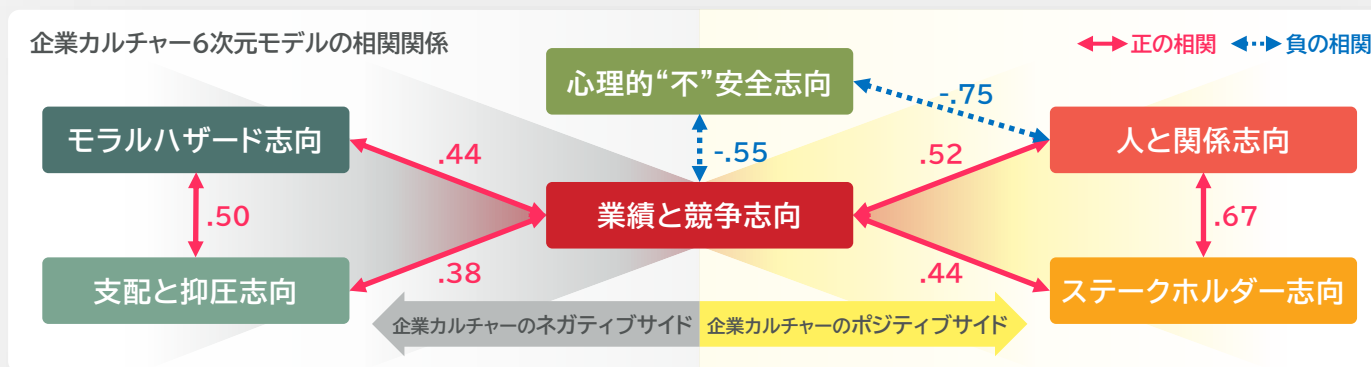 企業カルチャー6次元モデルの相関関係
正の相関
負の相関
心理的“不”安全志向
-.75
モラルハザード志向
人と関係志向
.44
-.55
.52
業績と競争志向
.50
.67
.38
.44
支配と抑圧志向
ステークホルダー志向
企業カルチャーのネガティブサイド
企業カルチャーのポジティブサイド